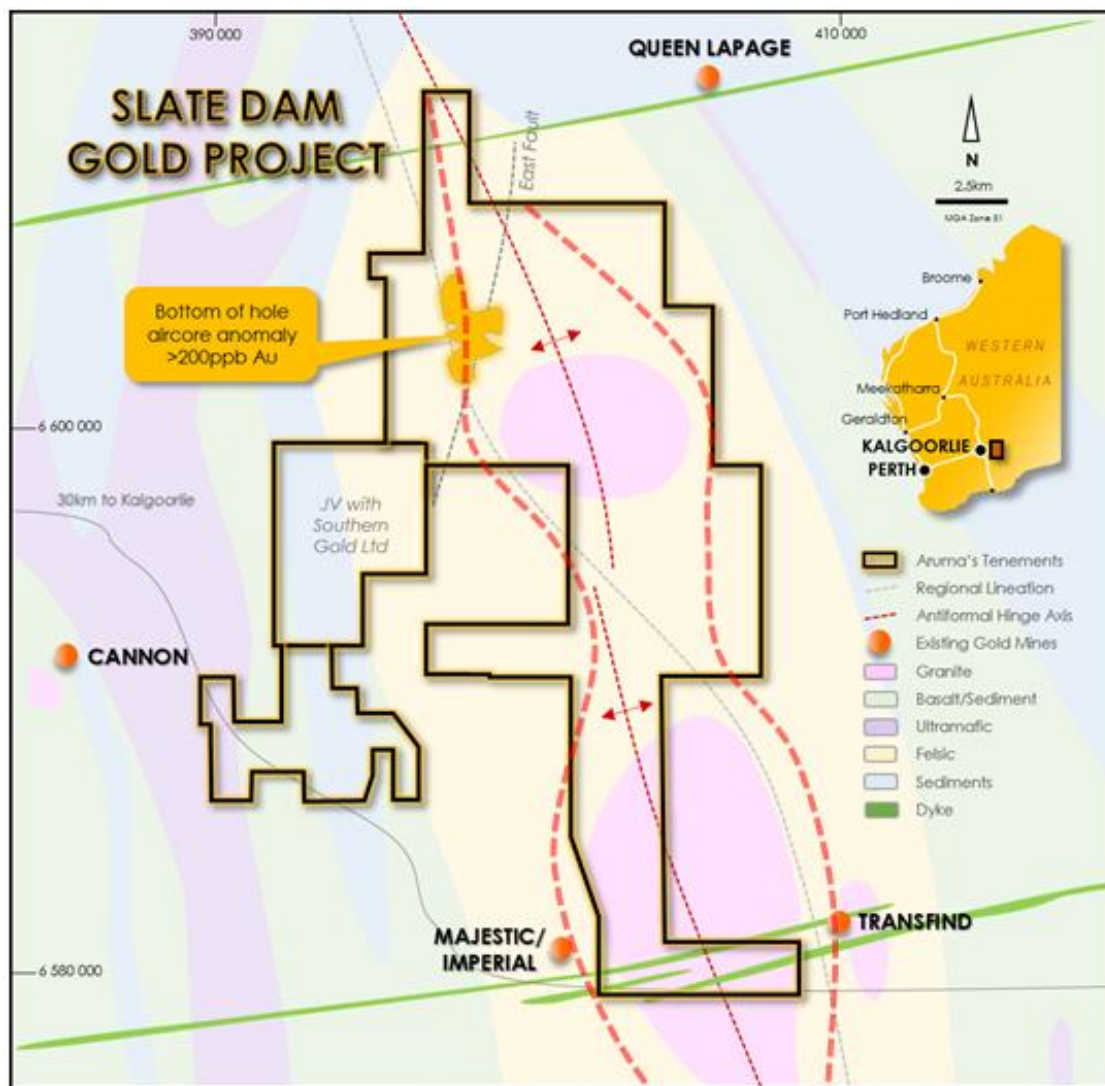 390 000
410 000
QUEEN LAPAGE
SLATE DAM
GOLD PROJECT
East Fault
N
2.5km
MGA Zone 51
Bottom of hole
aircore anomaly
>200ppb Au
Broome
Port Hedland
WESTERN
AUSTRALIA
Meekatharra
Geraldton
KALGOORLIE
PERTH
6 600 000
30km to Kalgoorlie
JV with
Southern
Gold Ltd
Aruma's Tenements
Regional Lineation
Antiformal Hinge Axis
Existing Gold Mines
Granite
Basalt/Sediment
Ultramafic
Felsic
Sediments
Dyke
CANNON
MAJESTIC/
IMPERIAL
TRANSFIND
6 580 000